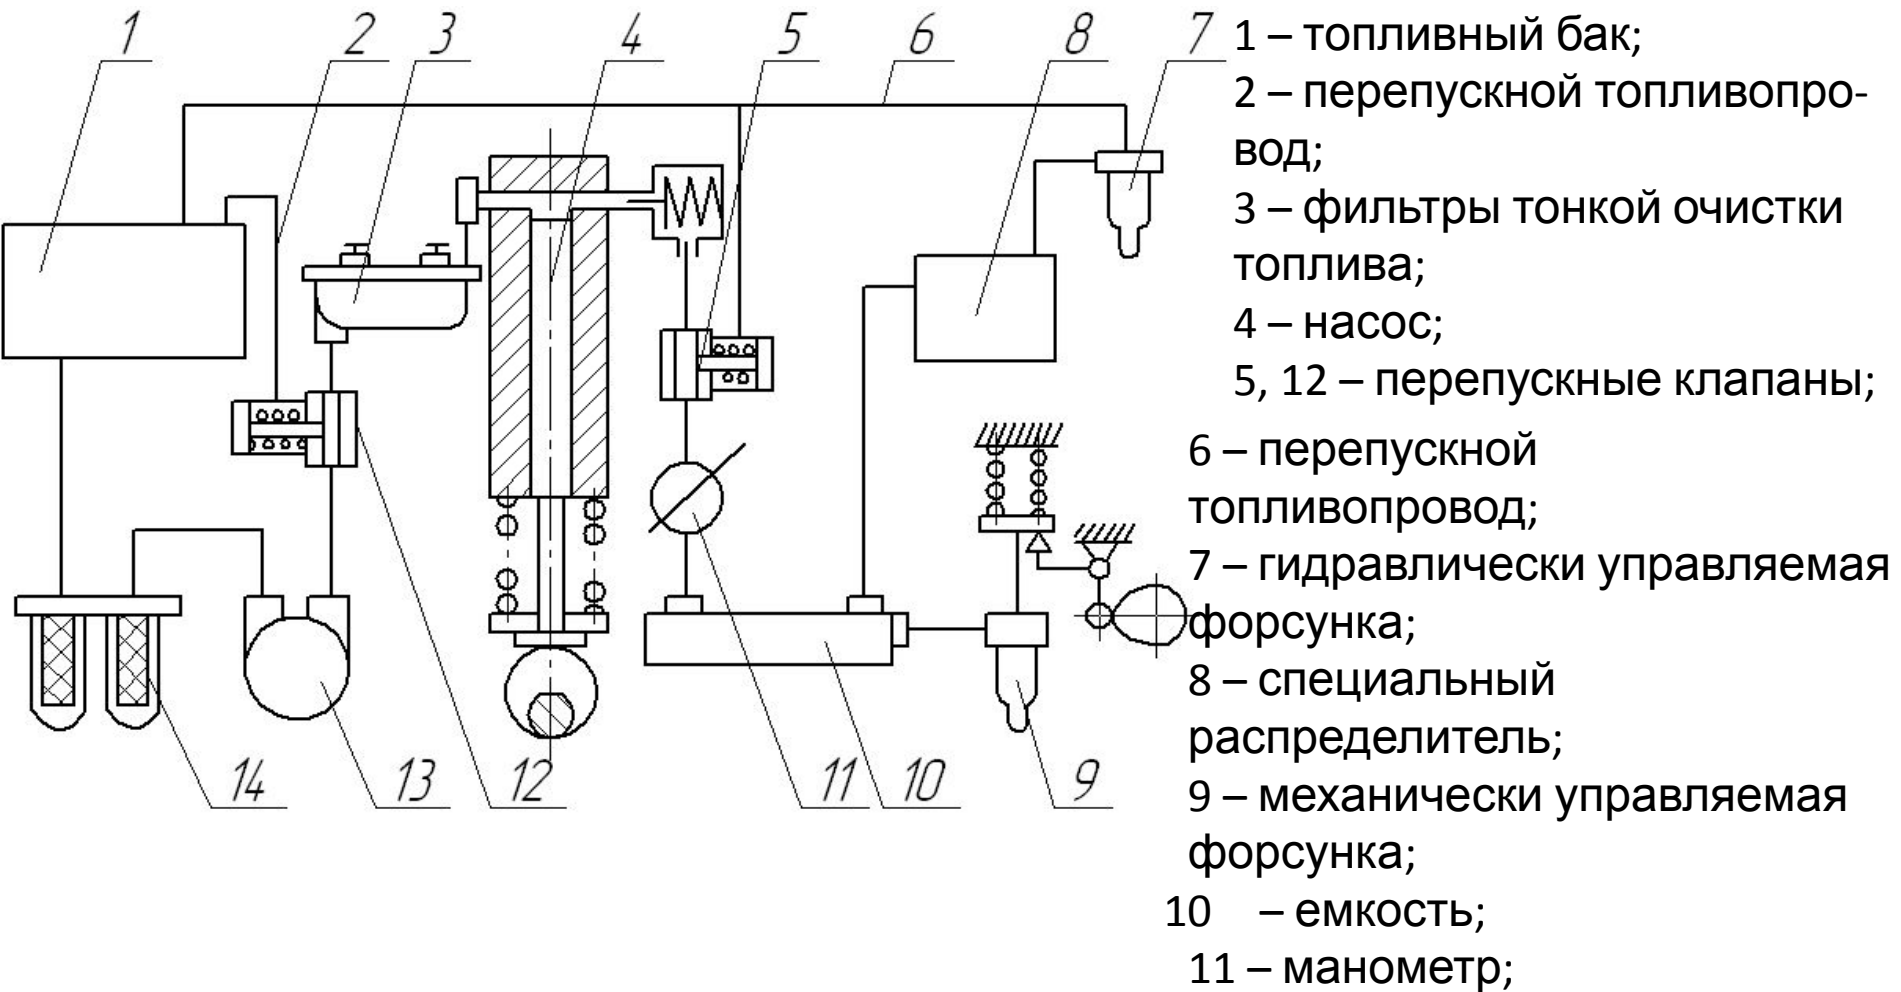 1 2 3 4 5 6 8 7
1 – топливный бак;
2 – перепускной топливопро-
вод;
3 – фильтры тонкой очистки
топлива;
4 – насос;
5, 12 – перепускные клапаны;
6 – перепускной
топливопровод;
7 – гидравлически управляемая
форсунка;
8 – специальный
распределитель;
9 – механически управляемая
форсунка;
10 – емкость;
11 – манометр;
14 13 12 11 10 9